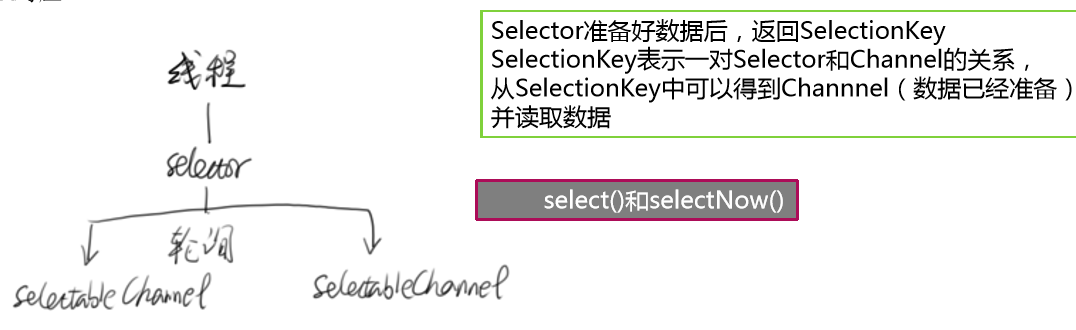 Selector准备好数据后，返回SelectionKey
SelectionKey表示一对Selector和Channel的关系，
从SelectionKey中可以得到Channnel（数据已经准备）
并读取数据
线程
selector
select()和selectNow()
轮询
selectableChannel
selectableChannel